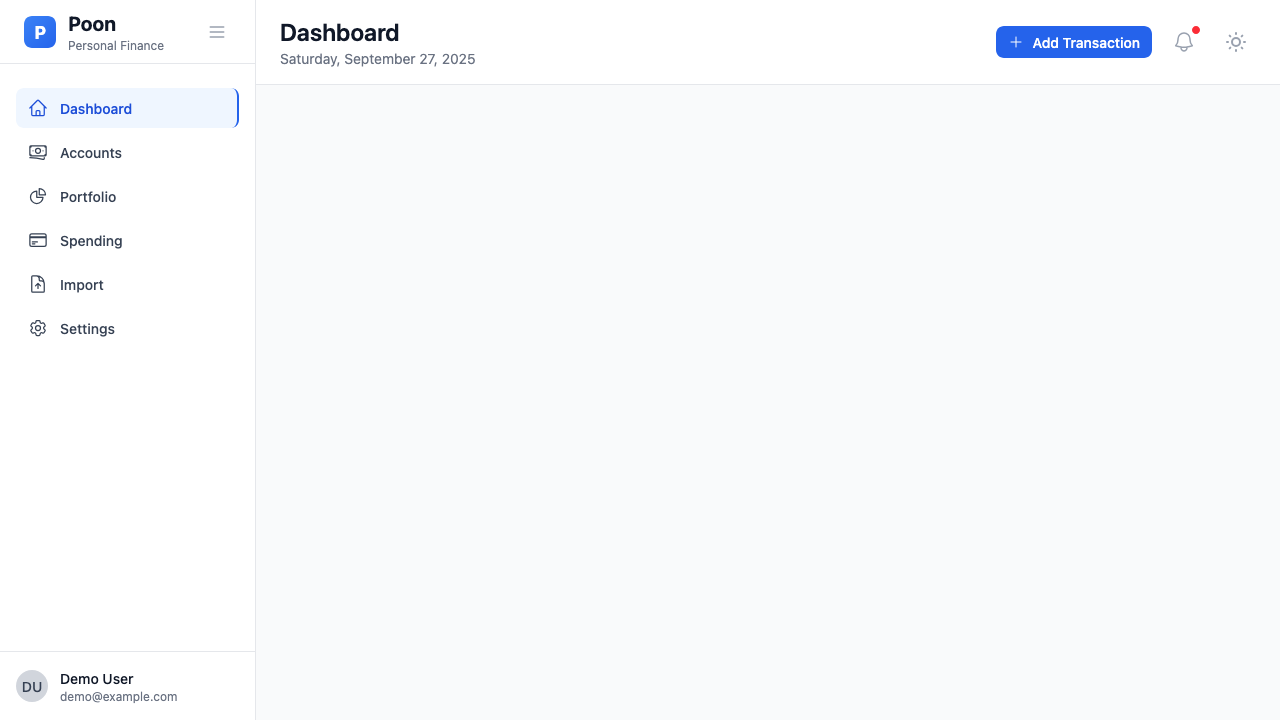 P
Poon
Personal Finance
Dashboard
Accounts
Portfolio
Spending
Import
Settings
DU
Demo User
demo@example.com
Dashboard
Saturday, September 27, 2025
Add Transaction